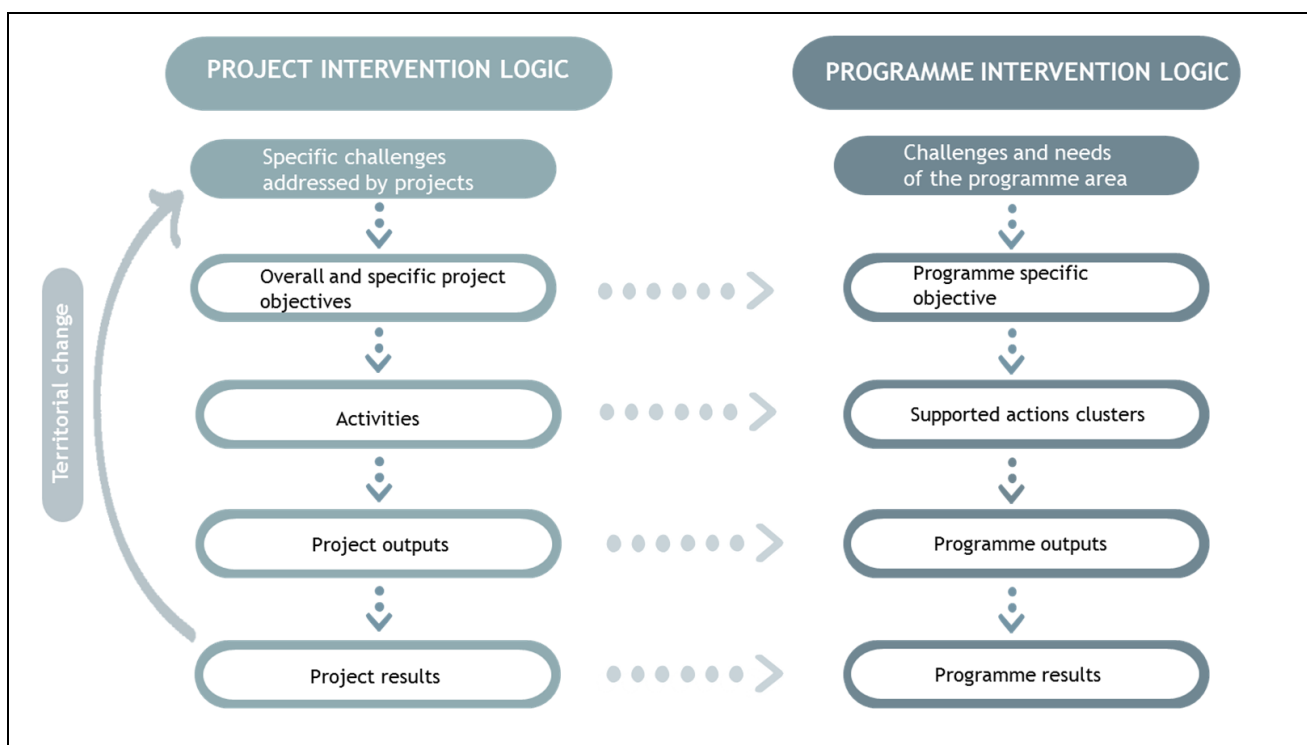 PROJECT INTERVENTION LOGIC
PROGRAMME INTERVENTION LOGIC
Specific challenges
addressed by projects
Challenges and needs
of the programme area
Overall and specific project
objectives
Programme specific
objective
Territorial change
Activities
Supported actions clusters
Project outputs
Programme outputs
Project results
Programme results